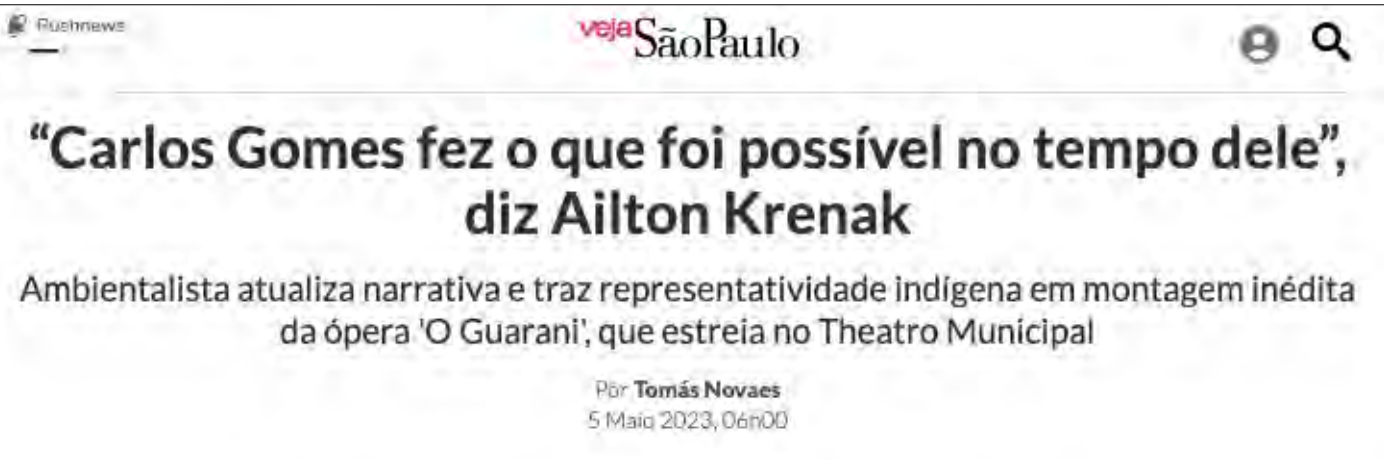 Pushnews
vejaSãoPaulo
“Carlos Gomes fez o que foi possível no tempo dele”,
diz Ailton Krenak
Ambientalista atualiza narrativa e traz representatividade indígena em montagem inédita
da ópera 'O Guarani', que estreia no Theatro Municipal
Por Tomás Novaes
5 Maio 2023, 06h00